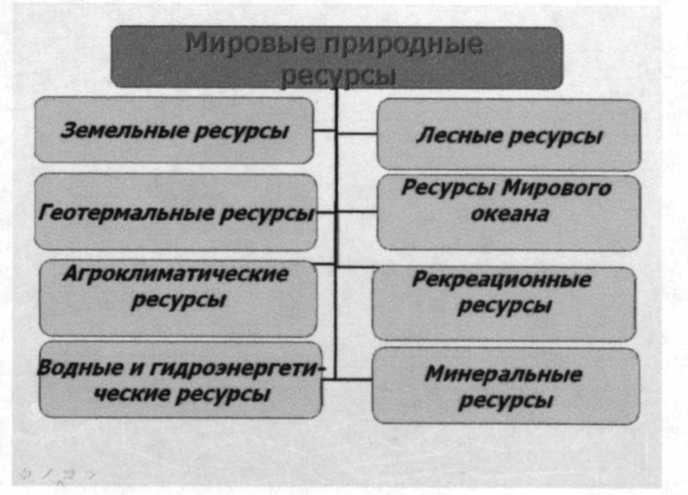 Мировые природные
ресурсы
Земельные ресурсы
Лесные ресурсы
Геотермальные ресурсы
Ресурсы Мирового
океана
Агроклиматические
ресурсы
Рекреационные
ресурсы
Водные и гидроэнергети-
ческие ресурсы
Минеральные
ресурсы